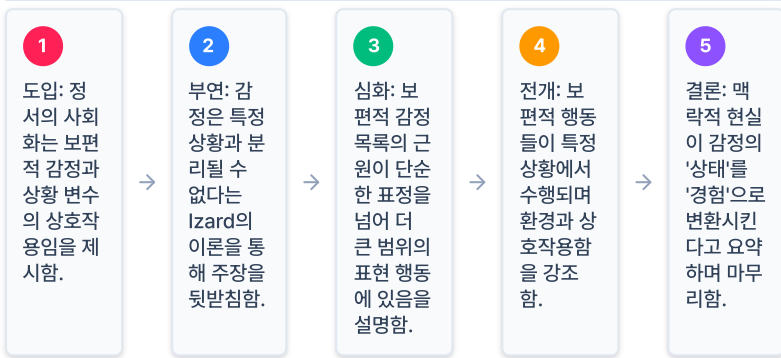 1
도입: 정
서의 사회
화는 보편
적 감정과
상황 변수
의 상호작
용임을 제
시함.
2
부연: 감
정은 특정
상황과 분
리될 수
없다는
Izard의
이론을 통
해 주장을
뒷받침함.
3
심화: 보
편적 감정
목록의 근
원이 단순
한 표정을
넘어 더
큰 범위의
표현 행동
에 있음을
설명함.
4
전개: 보
편적 행동
들이 특정
상황에서
수행되며
환경과 상
호작용함
을 강조
함.
5
결론: 맥
락적 현실
이 감정의
'상태'를
'경험'으로
변환시킨
다고 요약
하며 마무
리함.